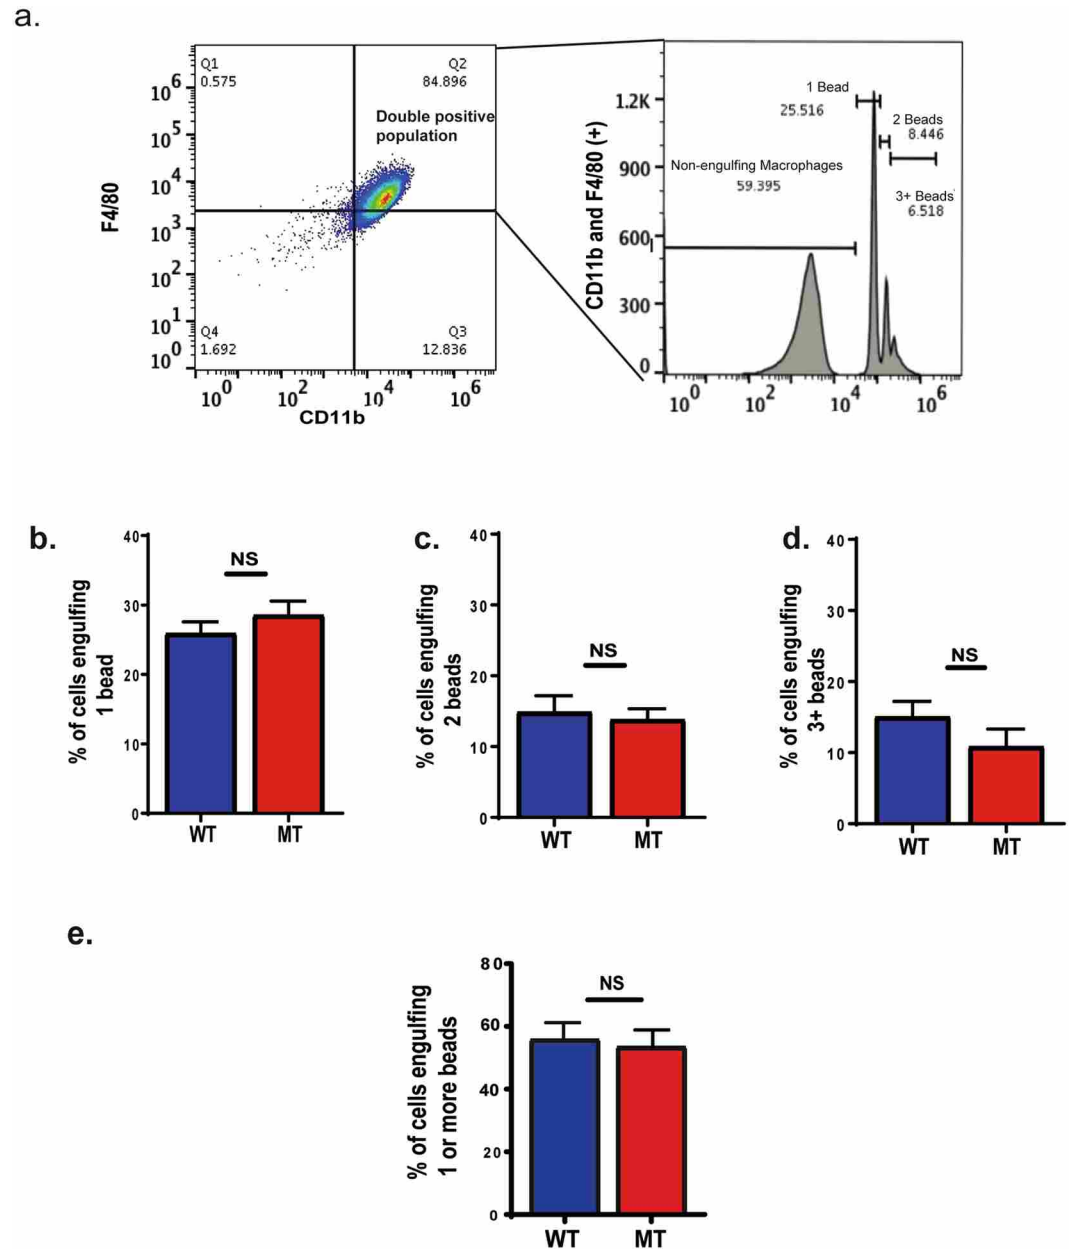 a.
Q1
0.575
Q2
84.896
Double positive
population
Q4
1.692
Q3
12.836
10^6
10^5
10^4
10^3
10^2
10^1
10^0
F4/80
10^0 10^2 10^4 10^6
CD11b
1.2K
900
600
300
0
CD11b and F4/80 (+)
1 Bead
25.516
2 Beads
8.446
Non-engulfing Macrophages
59.395
3+ Beads
6.518
10^0 10^2 10^4 10^6
b.
40
30
20
10
0
% of cells engulfing
1 bead
NS
WT MT
c.
40
30
20
10
0
% of cells engulfing
2 beads
NS
WT MT
d.
40
30
20
10
0
% of cells engulfing
3+ beads
NS
WT MT
e.
80
60
40
20
0
% of cells engulfing
1 or more beads
NS
WT MT